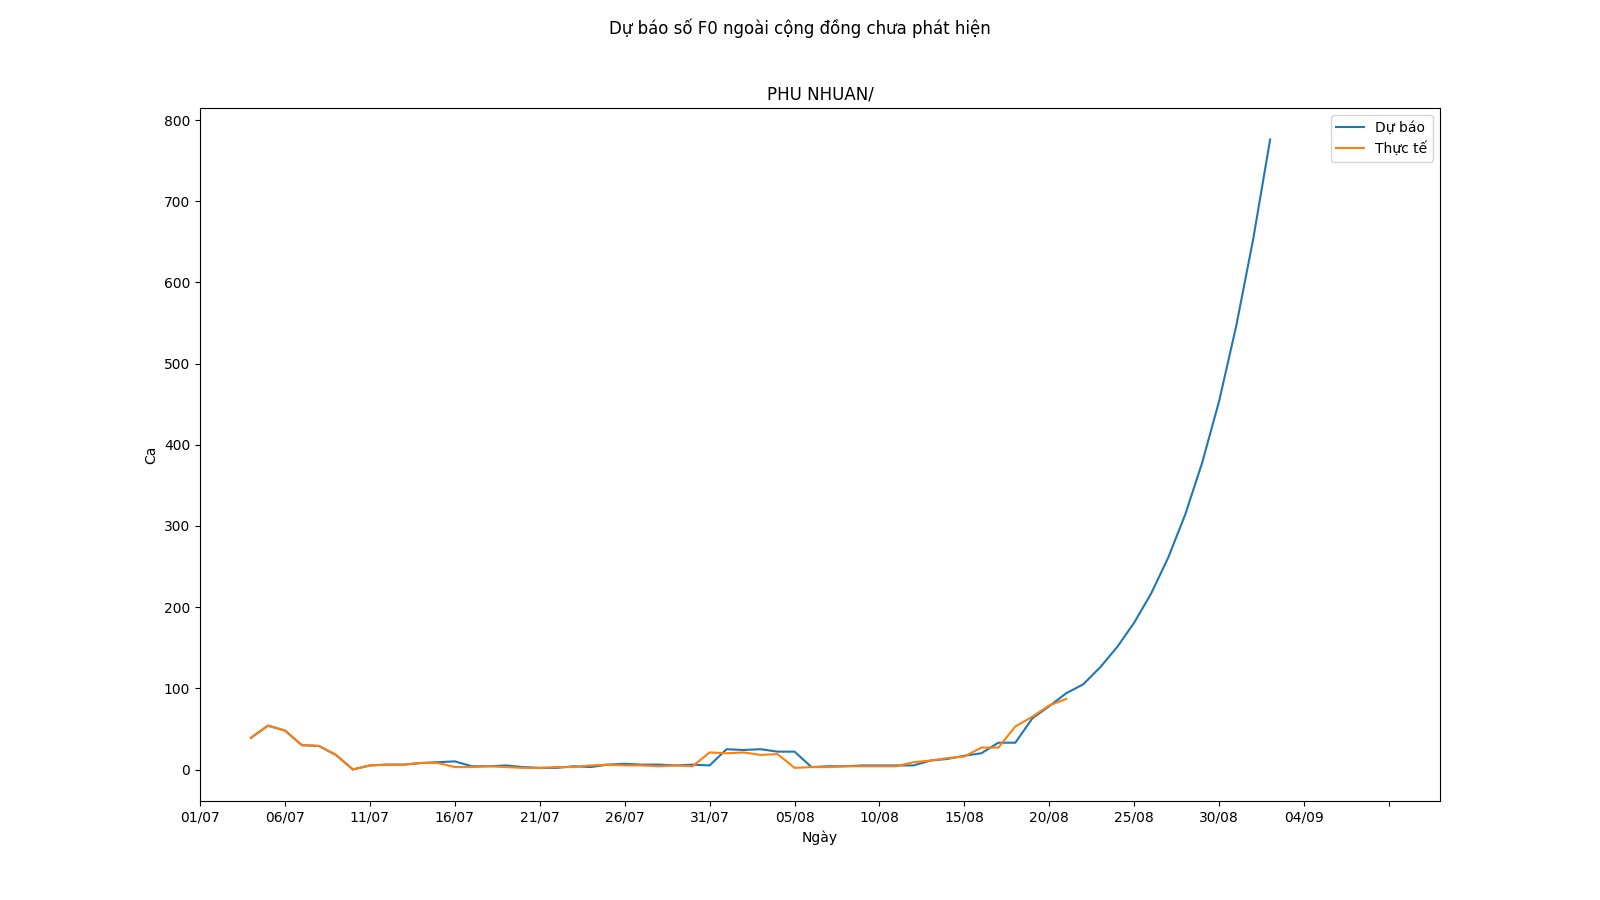 Dự báo số F0 ngoài cộng đồng chưa phát hiện
PHU NHUAN/
Dự báo
Thực tế
800
700
600
500
400
300
200
100
0
Ca
01/07 06/07 11/07 16/07 21/07 26/07 31/07 05/08 10/08 15/08 20/08 25/08 30/08 04/09
Ngày